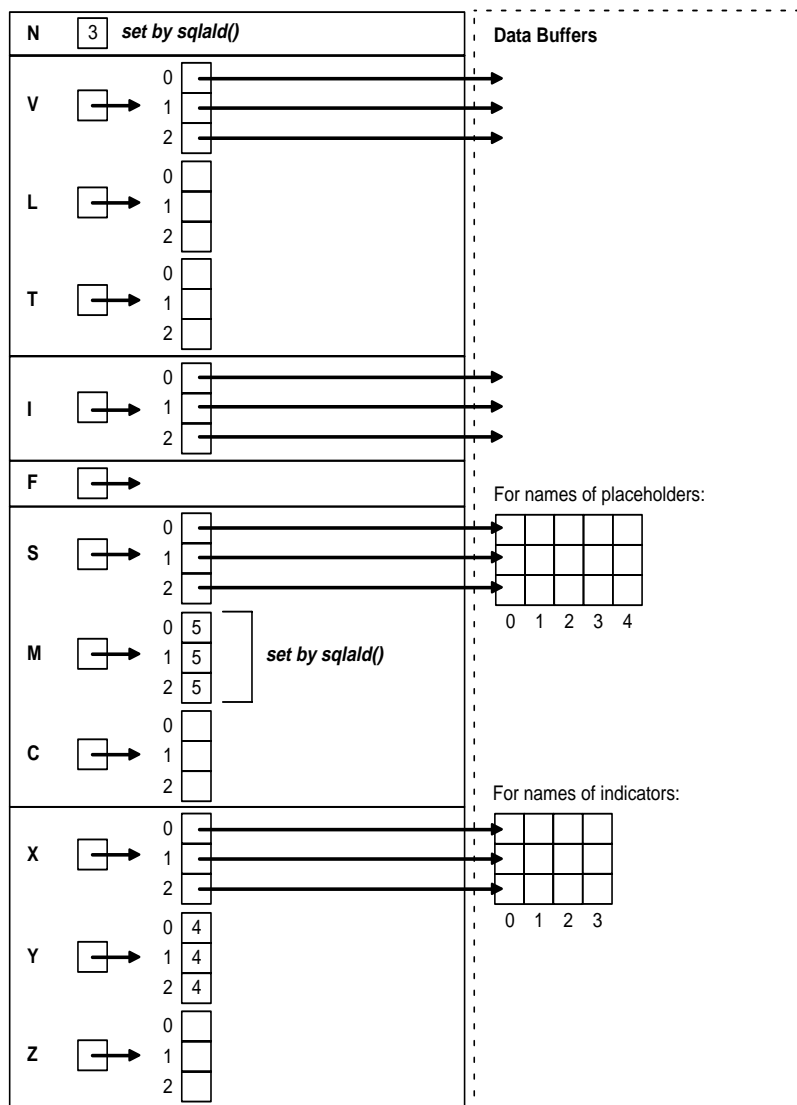 N 3 set by sqlald()
Data Buffers
V
0
1
2
L
0
1
2
T
0
1
2
I
0
1
2
F
For names of placeholders:
S
0
1
2
0 1 2 3 4
M
0 5
1 5
2 5
set by sqlald()
C
0
1
2
For names of indicators:
X
0
1
2
0 1 2 3
Y
0 4
1 4
2 4
Z
0
1
2